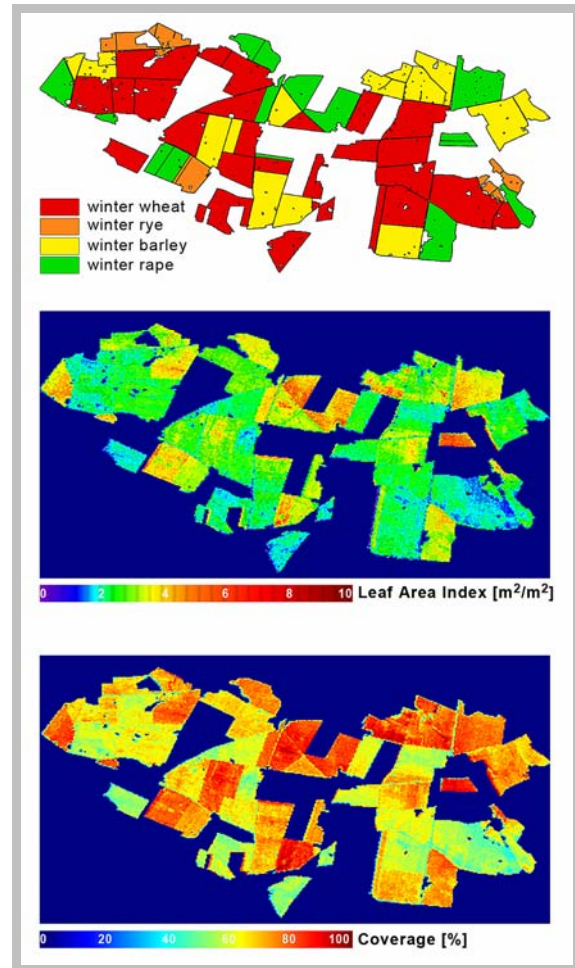 winter wheat
winter rye
winter barley
winter rape
0 2 4 6 8 10 Leaf Area Index [m²/m²]
0 20 40 60 80 100 Coverage [%]